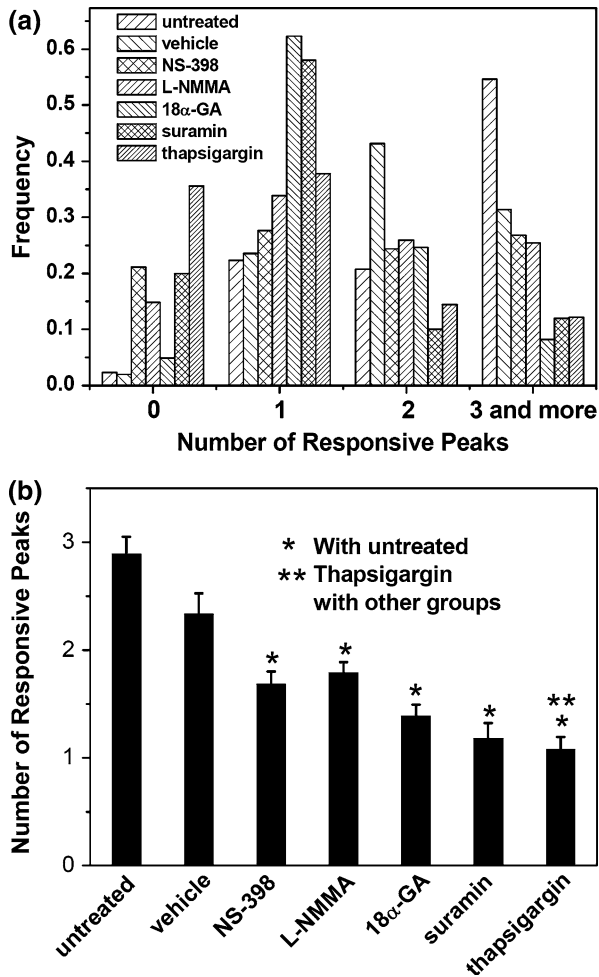 (a)
untreated
vehicle
NS-398
L-NMMA
18α-GA
suramin
thapsigargin
Frequency
0.6
0.5
0.4
0.3
0.2
0.1
0.0
0 1 2 3 and more
Number of Responsive Peaks
(b)
* With untreated
** Thapsigargin
with other groups
Number of Responsive Peaks
3
2
1
0
* * * * ** *
untreated vehicle NS-398 L-NMMA 18α-GA suramin thapsigargin